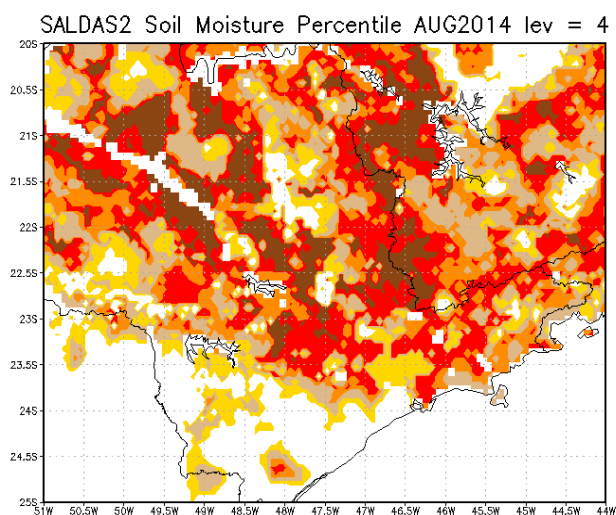 SALDAS2 Soil Moisture Percentile AUG2014 lev = 4
20S
20.5S
21S
21.5S
22S
22.5S
23S
23.5S
24S
24.5S
25S
51W 50.5W 50W 49.5W 49W 48.5W 48W 47.5W 47W 46.5W 46W 45.5W 45W 44.5W 44W